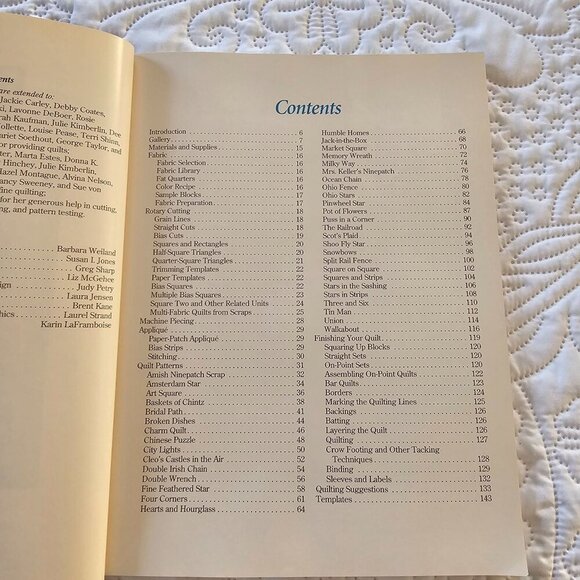 ents
are extended to:
Jackie Carley, Debby Coates,
ki, Lavonne DeBoer, Rosie
rah Kaufman, Julie Kimberlin, Dee
ollette, Louise Pease, Terri Shinn,
rriet Soethout, George Taylor, and
r providing quilts;
ter, Marta Estes, Donna K.
Hinchey, Julie Kimberlin,
Hazel Montague, Alvina Nelson,
ancy Sweeney, and Sue von
fine quilting;
for her generous help in cutting,
ng, and pattern testing.
Barbara Weiland
Susan I. Jones
Greg Sharp
Liz McGehee
ign Judy Petry
Laura Jensen
Brent Kane
phics Laurel Strand
Karin LaFramboise
Contents
Introduction 6
Gallery 7
Materials and Supplies 15
Fabric 16
Fabric Selection 16
Fabric Library 16
Fat Quarters 16
Color Recipe 16
Sample Blocks 17
Fabric Preparation 17
Rotary Cutting 18
Grain Lines 18
Straight Cuts 18
Bias Cuts 19
Squares and Rectangles 20
Half-Square Triangles 20
Quarter-Square Triangles 21
Trimming Templates 22
Paper Templates 22
Bias Squares 22
Multiple Bias Squares 23
Square Two and Other Related Units 24
Multi-Fabric Quilts from Scraps 25
Machine Piecing 28
Appliqué 29
Paper-Patch Appliqué 29
Bias Strips 29
Stitching 30
Quilt Patterns 31
Amish Ninepatch Scrap 32
Amsterdam Star 34
Art Square 36
Baskets of Chintz 38
Bridal Path 41
Broken Dishes 44
Charm Quilt 46
Chinese Puzzle 48
City Lights 50
Cleo's Castles in the Air 52
Double Irish Chain 54
Double Wrench 56
Fine Feathered Star 58
Four Corners 61
Hearts and Hourglass 64
Humble Homes 66
Jack-in-the-Box 68
Market Square 70
Memory Wreath 72
Milky Way 74
Mrs. Keller's Ninepatch 76
Ocean Chain 78
Ohio Fence 80
Ohio Stars 82
Pinwheel Star 84
Pot of Flowers 87
Puss in a Corner 90
The Railroad 92
Scot's Plaid 94
Shoo Fly Star 96
Snowbows 98
Split Rail Fence 100
Square on Square 102
Squares and Strips 104
Stars in the Sashing 106
Stars in Strips 108
Three and Six 110
Tin Man 112
Union 114
Walkabout 116
Finishing Your Quilt 119
Squaring Up Blocks 120
Straight Sets 120
On-Point Sets 120
Assembling On-Point Quilts 122
Bar Quilts 123
Borders 124
Marking the Quilting Lines 125
Backings 126
Batting 126
Layering the Quilt 126
Quilting 127
Crow Footing and Other Tacking
Techniques 128
Binding 129
Sleeves and Labels 132
Quilting Suggestions 133
Templates 143